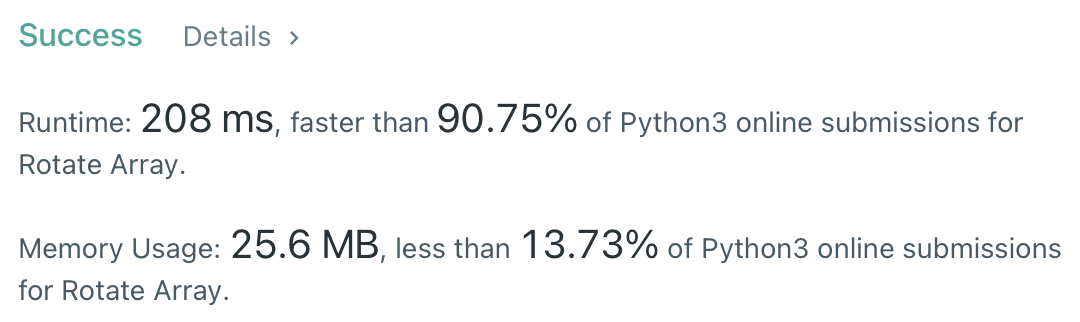 Success Details >
Runtime: 208 ms, faster than 90.75% of Python3 online submissions for
Rotate Array.
Memory Usage: 25.6 MB, less than 13.73% of Python3 online submissions
for Rotate Array.